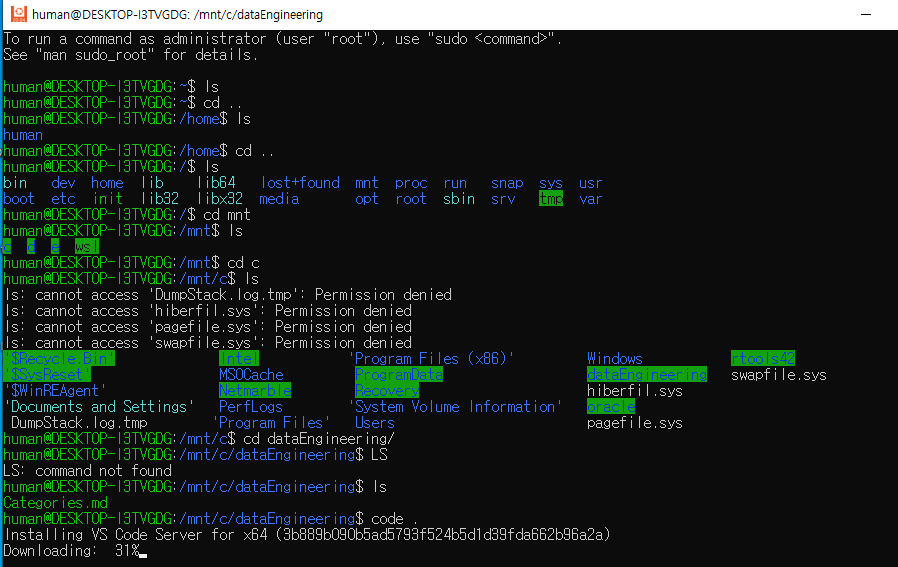 human@DESKTOP-I3TVGDG: /mnt/c/dataEngineering
To run a command as administrator (user "root"), use "sudo <command>".
See "man sudo_root" for details.
human@DESKTOP-I3TVGDG:~$ ls
human@DESKTOP-I3TVGDG:~$ cd ..
human@DESKTOP-I3TVGDG:/home$ ls
human
human@DESKTOP-I3TVGDG:/home$ cd ..
human@DESKTOP-I3TVGDG:/$ ls
bin dev home lib lib64 lost+found mnt proc run snap sys usr
boot etc init lib32 libx32 media opt root sbin srv tmp var
human@DESKTOP-I3TVGDG:/$ cd mnt
human@DESKTOP-I3TVGDG:/mnt$ ls
c d e wsl
human@DESKTOP-I3TVGDG:/mnt$ cd c
human@DESKTOP-I3TVGDG:/mnt/c$ ls
ls: cannot access 'DumpStack.log.tmp': Permission denied
ls: cannot access 'hiberfil.sys': Permission denied
ls: cannot access 'pagefile.sys': Permission denied
ls: cannot access 'swapfile.sys': Permission denied
'$Recycle.Bin' Intel 'Program Files (x86)' Windows rtools42
'$SysReset' MSOCache ProgramData dataEngineering swapfile.sys
'$WinREAgent' Netmarble Recovery hiberfil.sys
'Documents and Settings' PerfLogs 'System Volume Information' oracle
DumpStack.log.tmp 'Program Files' Users pagefile.sys
human@DESKTOP-I3TVGDG:/mnt/c$ cd dataEngineering/
human@DESKTOP-I3TVGDG:/mnt/c/dataEngineering$ LS
LS: command not found
human@DESKTOP-I3TVGDG:/mnt/c/dataEngineering$ ls
Categories.md
human@DESKTOP-I3TVGDG:/mnt/c/dataEngineering$ code .
Installing VS Code Server for x64 (3b889b090b5ad5793f524b5d1d39fda662b96a2a)
Downloading: 31%